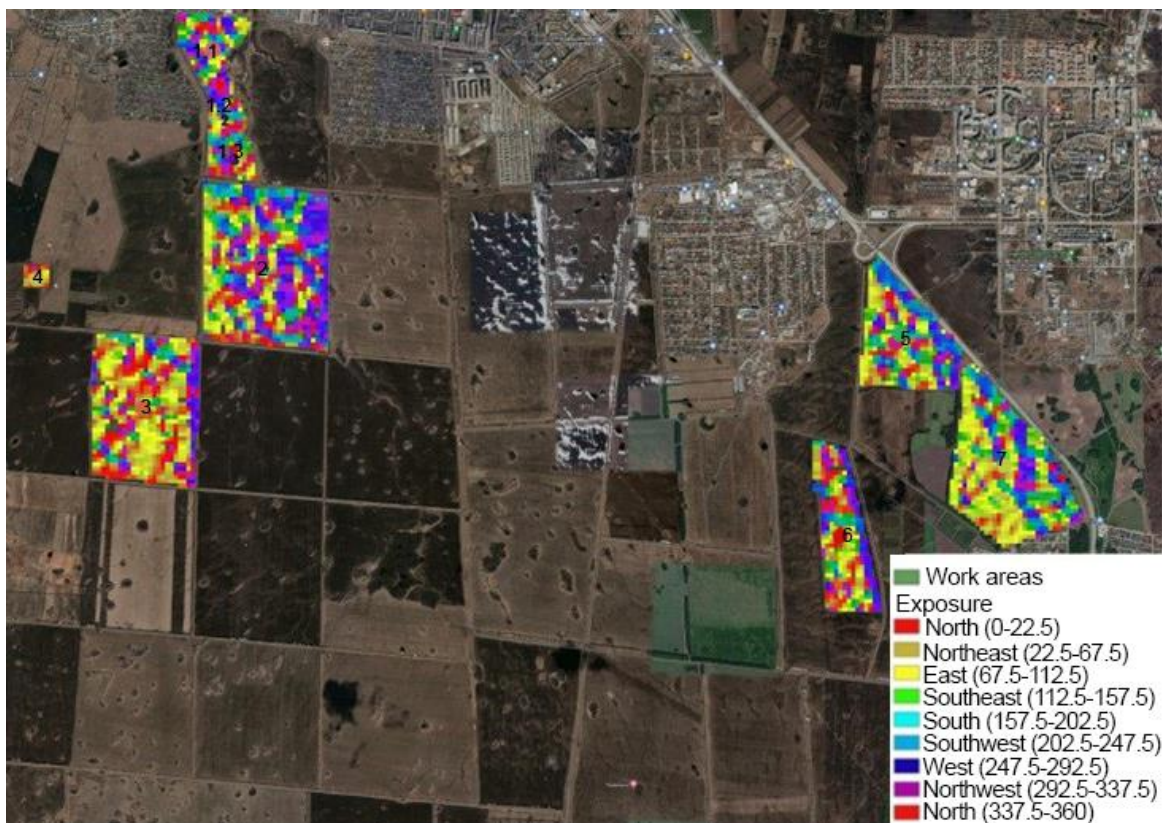 1.1
1.2
2
1.3
3
2
4
3
5
6
7
Work areas
Exposure
North (0-22.5)
Northeast (22.5-67.5)
East (67.5-112.5)
Southeast (112.5-157.5)
South (157.5-202.5)
Southwest (202.5-247.5)
West (247.5-292.5)
Northwest (292.5-337.5)
North (337.5-360)